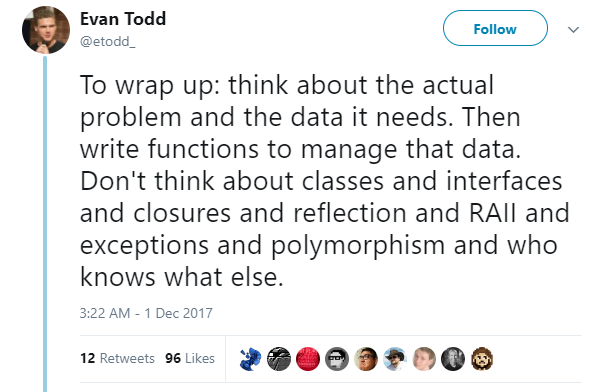 Evan Todd
@etodd_
Follow
To wrap up: think about the actual
problem and the data it needs. Then
write functions to manage that data.
Don't think about classes and interfaces
and closures and reflection and RAII and
exceptions and polymorphism and who
knows what else.
3:22 AM - 1 Dec 2017
12 Retweets 96 Likes